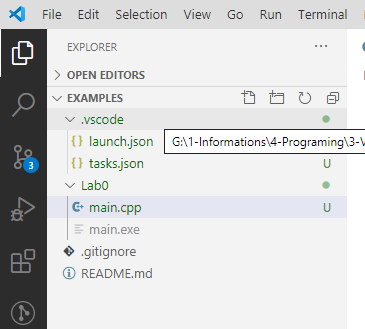 File Edit Selection View Go Run Terminal
EXPLORER
OPEN EDITORS
EXAMPLES
.vscode
launch.json
G:\1-Informations\4-Programing\3-V
tasks.json U
Lab0
main.cpp U
main.exe
.gitignore
README.md
3